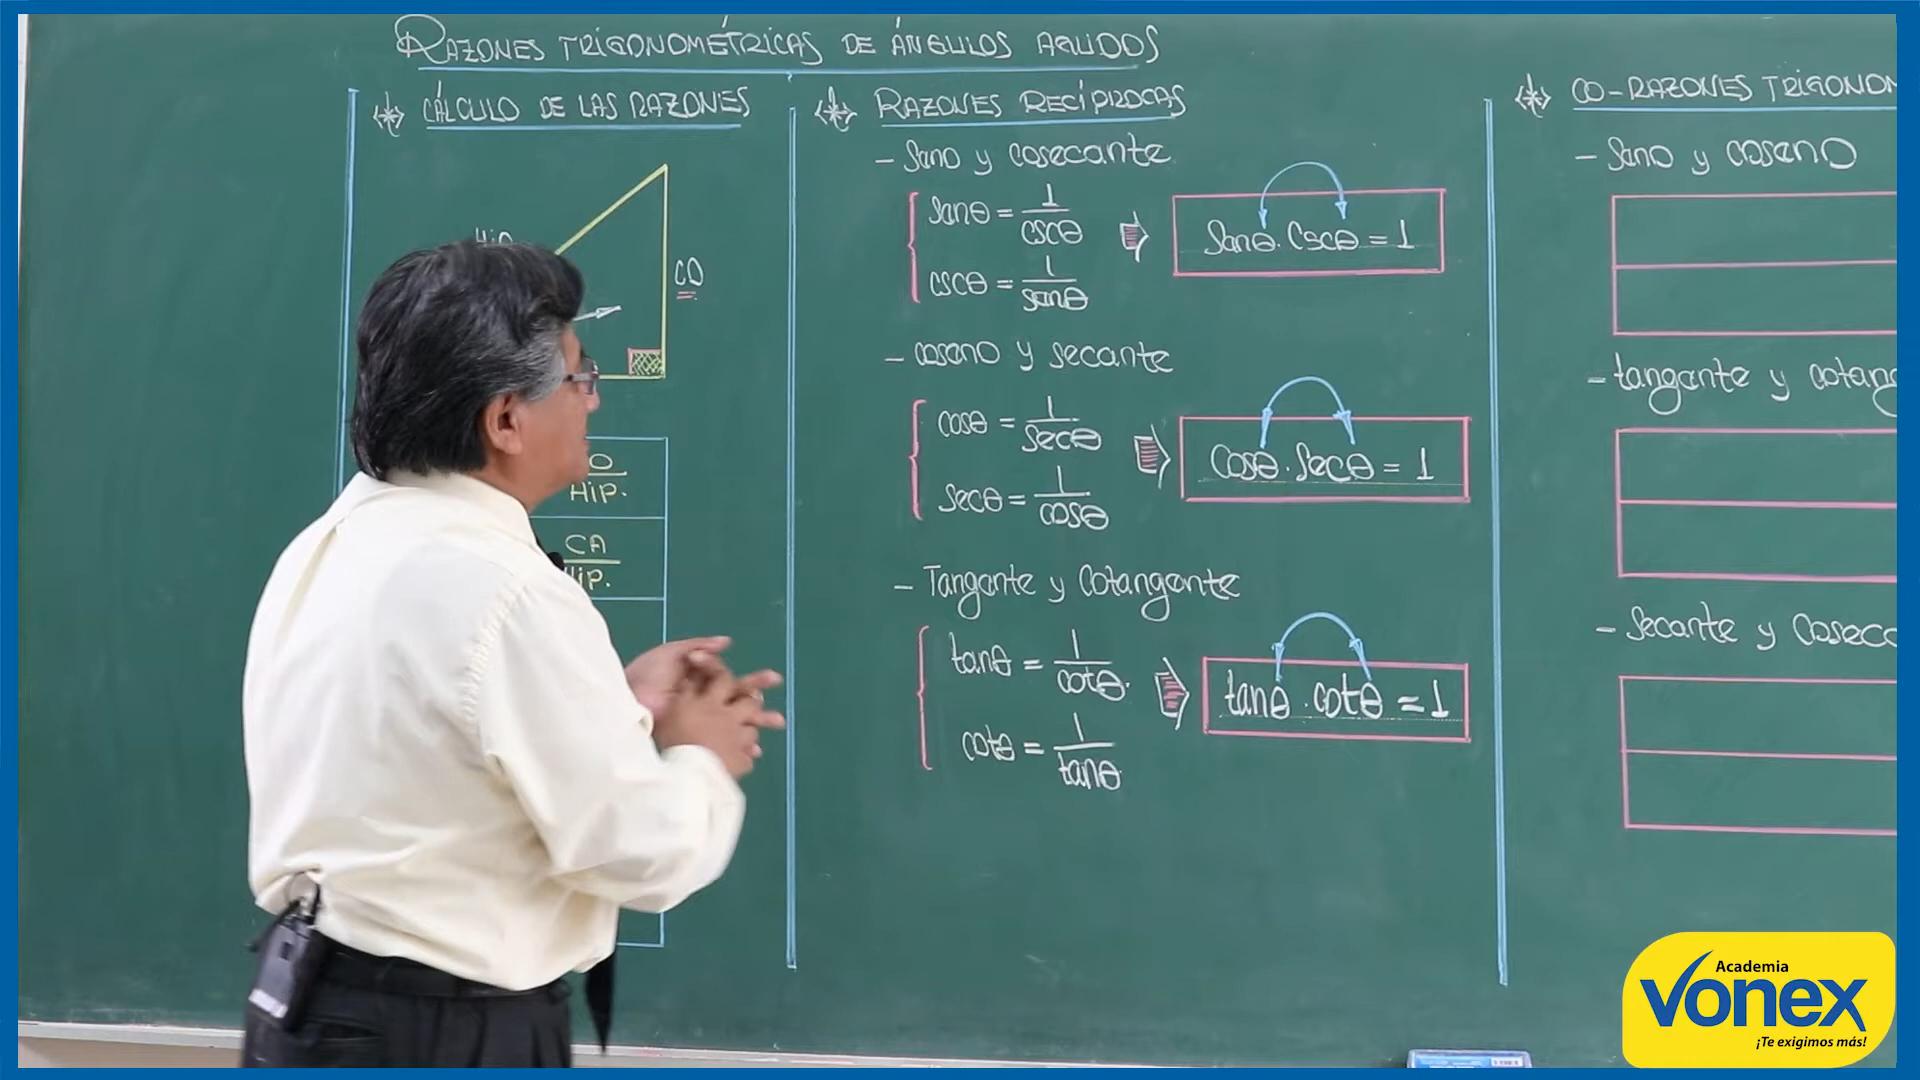 RAZONES TRIGONOMÉTRICAS DE ÁNGULOS AGUDOS
CÁLCULO DE LAS RAZONES
CO
Hip.
CA
Hip.
RAZONES RECÍPROCAS
- Seno y cosecante
senθ = 1/cscθ
cscθ = 1/senθ
senθ · cscθ = 1
- coseno y secante
cosθ = 1/secθ
secθ = 1/cosθ
cosθ · secθ = 1
- Tangente y Cotangente
tanθ = 1/cotθ
cotθ = 1/tanθ
tanθ · cotθ = 1
CO-RAZONES TRIGONOM
- Seno y coseno
- tangente y cotang
- Secante y Cosec
Academia
Vonex
¡Te exigimos más!